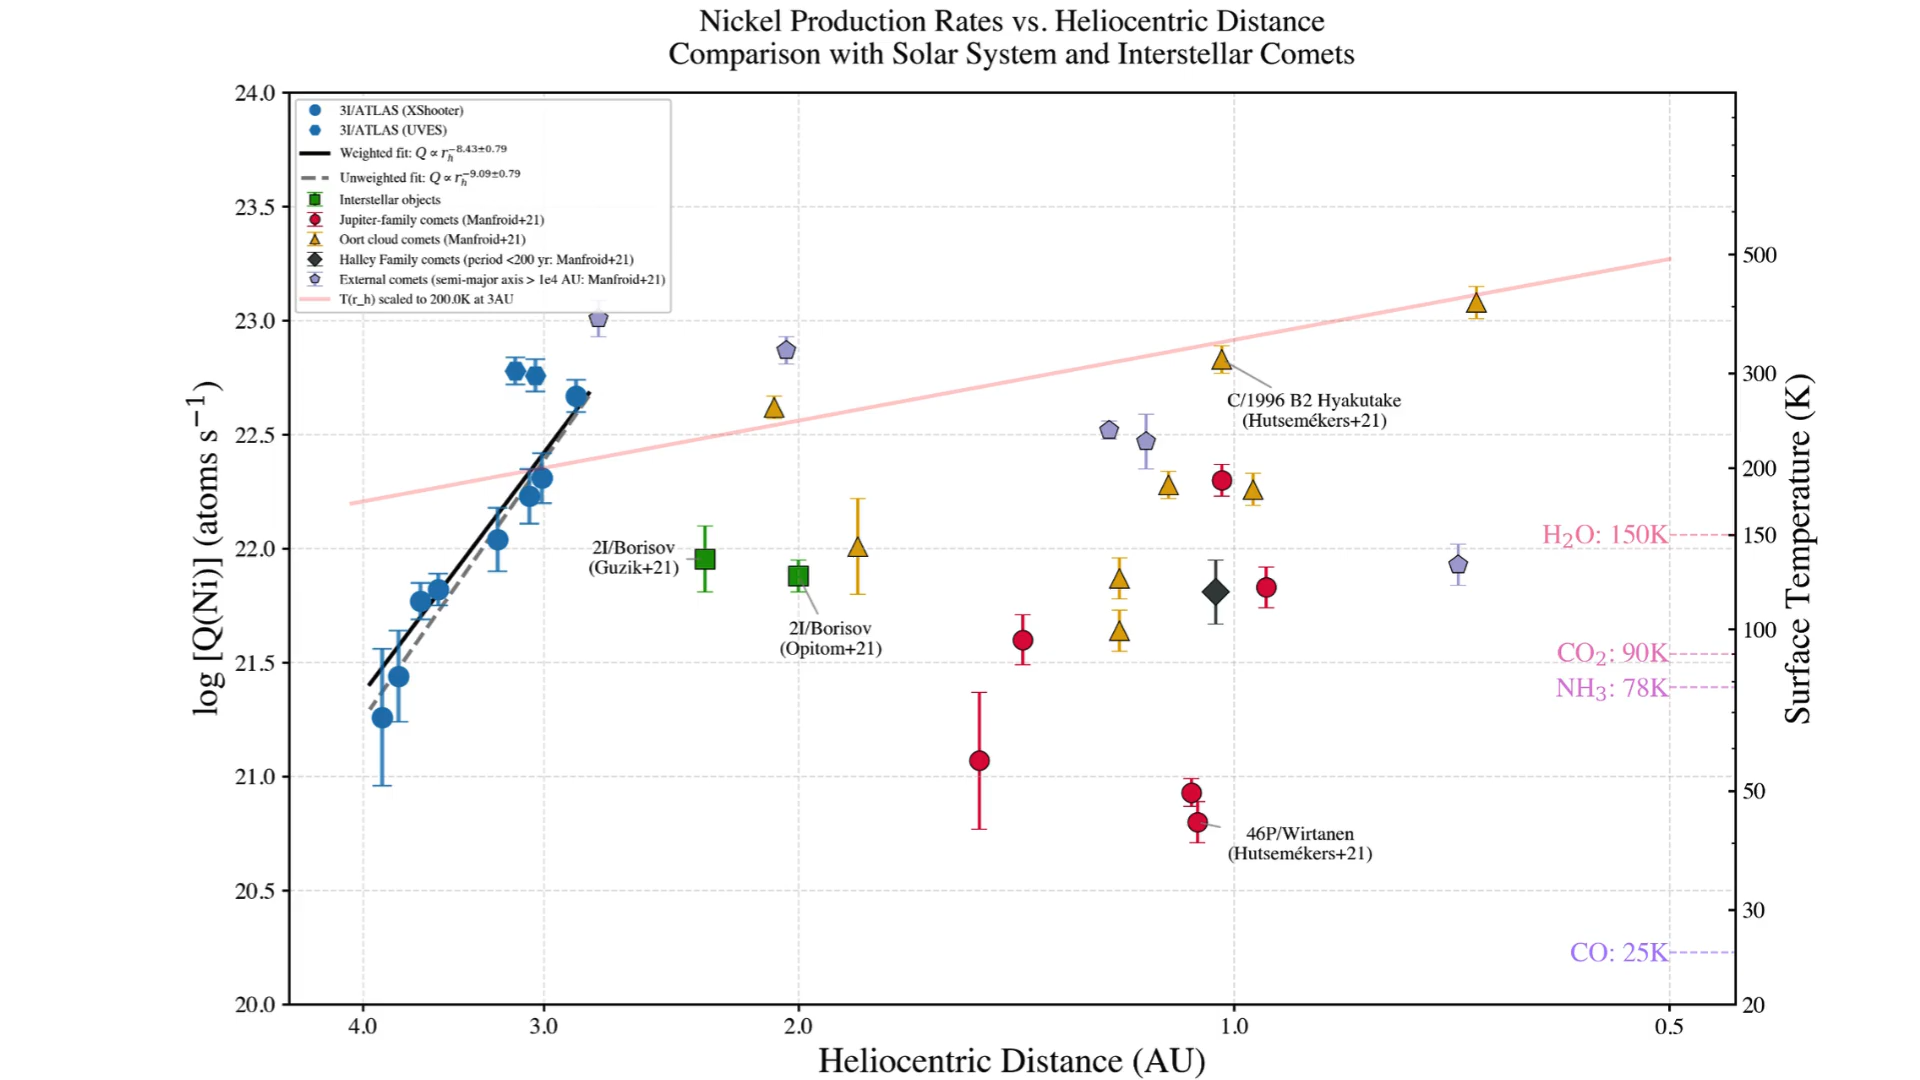 Nickel Production Rates vs. Heliocentric Distance
Comparison with Solar System and Interstellar Comets
3I/ATLAS (XShooter)
3I/ATLAS (UVES)
Weighted fit: Q ∝ r_h^−8.43±0.79
Unweighted fit: Q ∝ r_h^−9.09±0.79
Interstellar objects
Jupiter-family comets (Manfroid+21)
Oort cloud comets (Manfroid+21)
Halley Family comets (period <200 yr: Manfroid+21)
External comets (semi-major axis > 1e4 AU: Manfroid+21)
T(r_h) scaled to 200.0K at 3AU
log [Q(Ni)] (atoms s⁻¹)
24.0
23.5
23.0
22.5
22.0
21.5
21.0
20.5
20.0
C/1996 B2 Hyakutake
(Hutsemékers+21)
2I/Borisov
(Guzik+21)
2I/Borisov
(Opitom+21)
46P/Wirtanen
(Hutsemékers+21)
H₂O: 150K
CO₂: 90K
NH₃: 78K
CO: 25K
500
300
200
150
100
50
30
20
Surface Temperature (K)
4.0 3.0 2.0 1.0 0.5
Heliocentric Distance (AU)